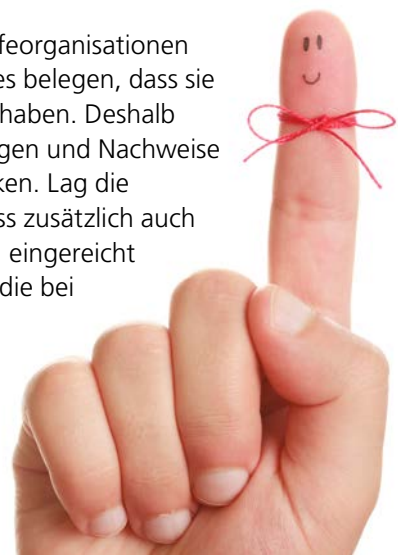 feorganisationen
es belegen, dass sie
haben. Deshalb
gen und Nachweise
ken. Lag die
ss zusätzlich auch
eingereicht
die bei